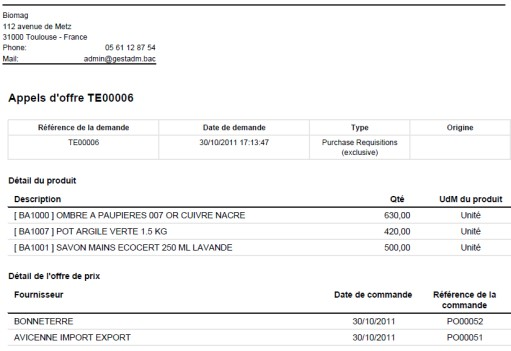 Biomag
112 avenue de Metz
31000 Toulouse - France
Phone: 05 61 12 87 54
Mail: admin@gestadm.bac
Appels d'offre TE00006
Référence de la demande Date de demande Type Origine
TE00006 30/10/2011 17:13:47 Purchase Requisitions
(exclusive)
Détail du produit
Description Qté UdM du produit
[ BA1000 ] OMBRE A PAUPIERES 007 OR CUIVRE NACRE 630,00 Unité
[ BA1007 ] POT ARGILE VERTE 1.5 KG 420,00 Unité
[ BA1001 ] SAVON MAINS ECOCERT 250 ML LAVANDE 500,00 Unité
Détail de l'offre de prix
Fournisseur Date de commande Référence de la
commande
BONNETERRE 30/10/2011 PO00052
AVICENNE IMPORT EXPORT 30/10/2011 PO00051